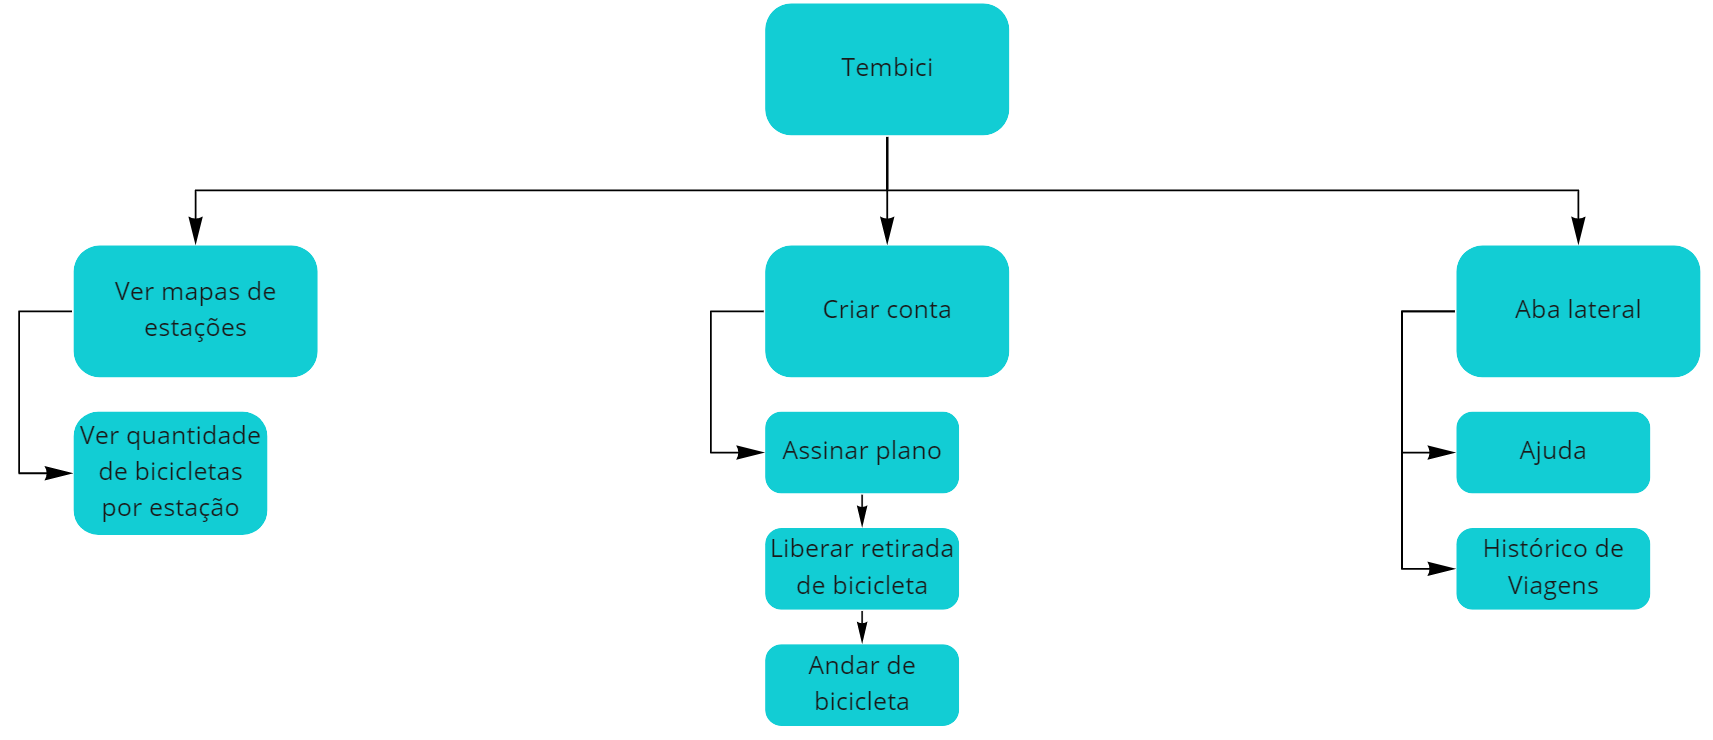 Tembici
Ver mapas de
estações
Criar conta
Aba lateral
Ver quantidade
de bicicletas
por estação
Assinar plano
Ajuda
Liberar retirada
de bicicleta
Histórico de
Viagens
Andar de
bicicleta